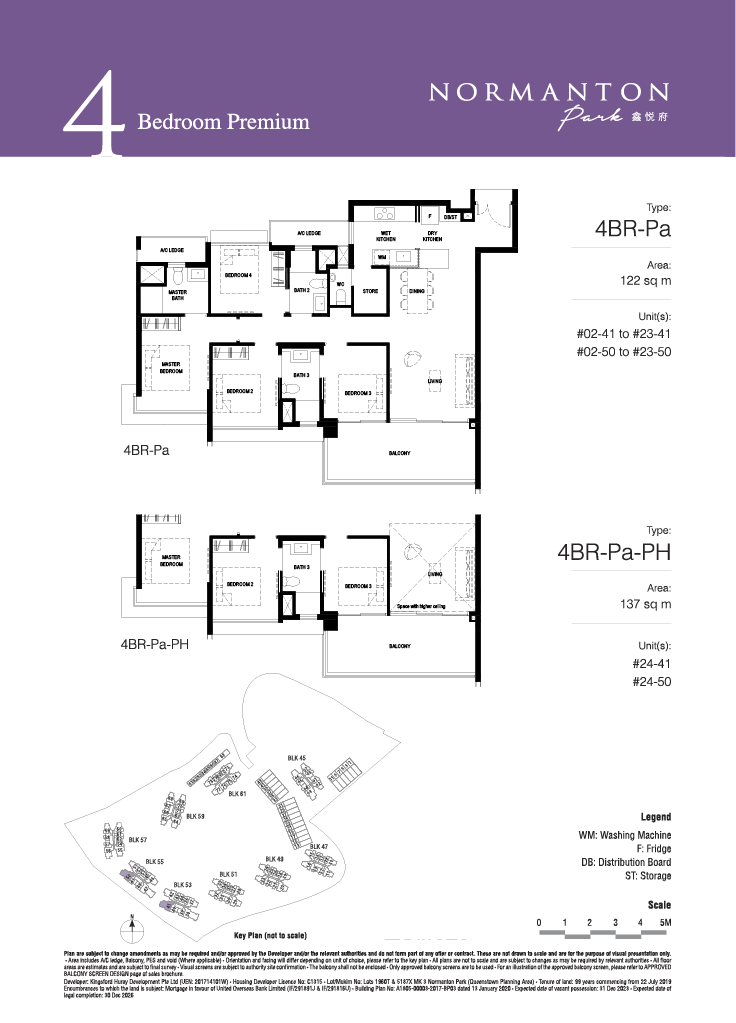 4
Bedroom Premium
NORMANTON
Park 鑫悦府
Type:
4BR-Pa
Area:
122 sq m
Unit(s):
#02-41 to #23-41
#02-50 to #23-50
A/C LEDGE
A/C LEDGE
WET
KITCHEN
F
DB/ST
DRY
KITCHEN
WM
BEDROOM 4
MASTER
BATH
BATH 2
WC
STORE
DINING
MASTER
BEDROOM
BATH 3
BEDROOM 2
BEDROOM 3
LIVING
BALCONY
4BR-Pa
Type:
4BR-Pa-PH
Area:
137 sq m
Unit(s):
#24-41
#24-50
MASTER
BEDROOM
BATH 3
BEDROOM 2
BEDROOM 3
LIVING
Space with higher ceiling
BALCONY
4BR-Pa-PH
BLK 45
BLK 61
BLK 59
BLK 57
BLK 47
BLK 55
BLK 49
BLK 51
BLK 53
N
Key Plan (not to scale)
Legend
WM: Washing Machine
F: Fridge
DB: Distribution Board
ST: Storage
Scale
0 1 2 3 4 5M
Plan are subject to change amendments as may be required and/or approved by the Developer and/or the relevant authorities and do not form part of any offer or contract. These are not drawn to scale and are for the purpose of visual presentation only.
• Area includes A/C ledge, Balcony, PES and void (Where applicable) • Orientation and facing will differ depending on unit of choice, please refer to the key plan • All plans are not to scale and are subject to changes as may be required by relevant authorities • All floor
areas are estimates and are subject to final survey • Visual screens are subject to authority site confirmation • The balcony shall not be enclosed • Only approved balcony screens are to be used • For an illustration of the approved balcony screen, please refer to APPROVED
BALCONY SCREEN DESIGN page of sales brochure.
Developer: Kingsford Huray Development Pte Ltd (UEN: 201714101W) • Housing Developer Licence No: C1315 • Lot/Mukim No: Lots 1960T & 5187X MK 3 Normanton Park (Queenstown Planning Area) • Tenure of land: 99 years commencing from 22 July 2019
Encumbrances to which the land is subject: Mortgage in favour of United Overseas Bank Limited (IF/291891J & IF/291816U) • Building Plan No: A1805-00003-2017-BP03 dated 13 January 2020 • Expected date of vacant possession: 31 Dec 2023 • Expected date of
legal completion: 30 Dec 2026